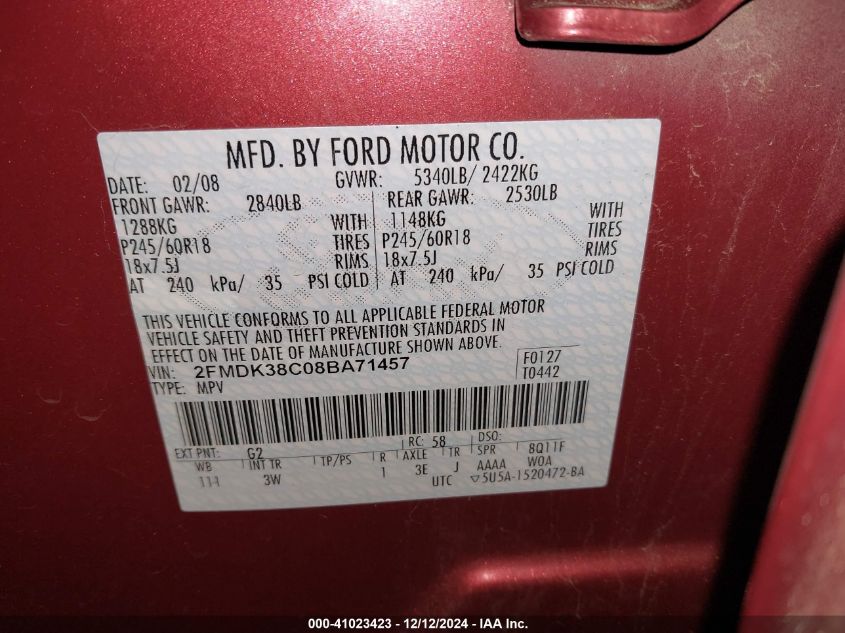 MFD. BY FORD MOTOR CO.
DATE: 02/08 GVWR: 5340LB/ 2422KG
FRONT GAWR: 2840LB REAR GAWR: 2530LB
1288KG WITH 1148KG WITH
P245/60R18 TIRES P245/60R18 TIRES
18x7.5J RIMS 18x7.5J RIMS
AT 240 kPa/ 35 PSI COLD AT 240 kPa/ 35 PSI COLD
THIS VEHICLE CONFORMS TO ALL APPLICABLE FEDERAL MOTOR
VEHICLE SAFETY AND THEFT PREVENTION STANDARDS IN
EFFECT ON THE DATE OF MANUFACTURE SHOWN ABOVE.
VIN: 2FMDK38C08BA71457 F0127
TYPE: MPV T0442
EXT PNT: G2 RC: 58 DSO:
WB INT TR TP/PS R AXLE TR SPR 8Q11F
111 3W 1 3E J AAAA W0A
UTC ▽5U5A-1520472-BA
000-41023423 - 12/12/2024 - IAA Inc.